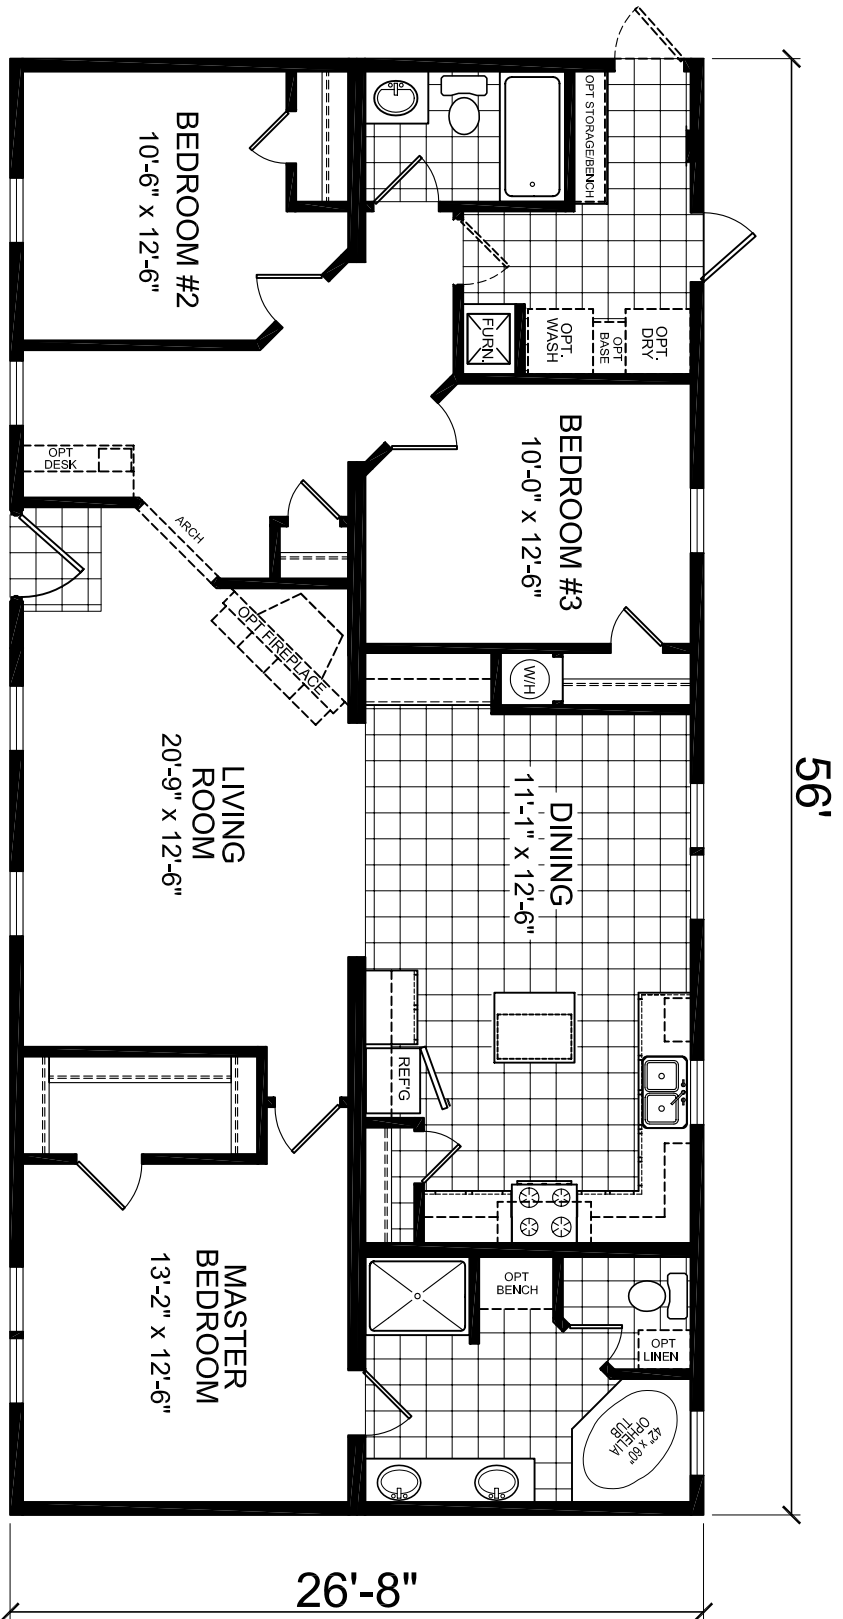 BEDROOM #2
10'-6" x 12'-6"
OPT STORAGE/BENCH
FURN.
OPT.
WASH
OPT
BASE
OPT.
DRY
OPT
DESK
ARCH
BEDROOM #3
10'-0" x 12'-6"
OPT FIREPLACE
W/H
LIVING
ROOM
20'-9" x 12'-6"
DINING
11'-1" x 12'-6"
56'
REF'G
MASTER
BEDROOM
13'-2" x 12'-6"
OPT
BENCH
OPT
LINEN
42" x 60"
OPHELIA
TUB
26'-8"